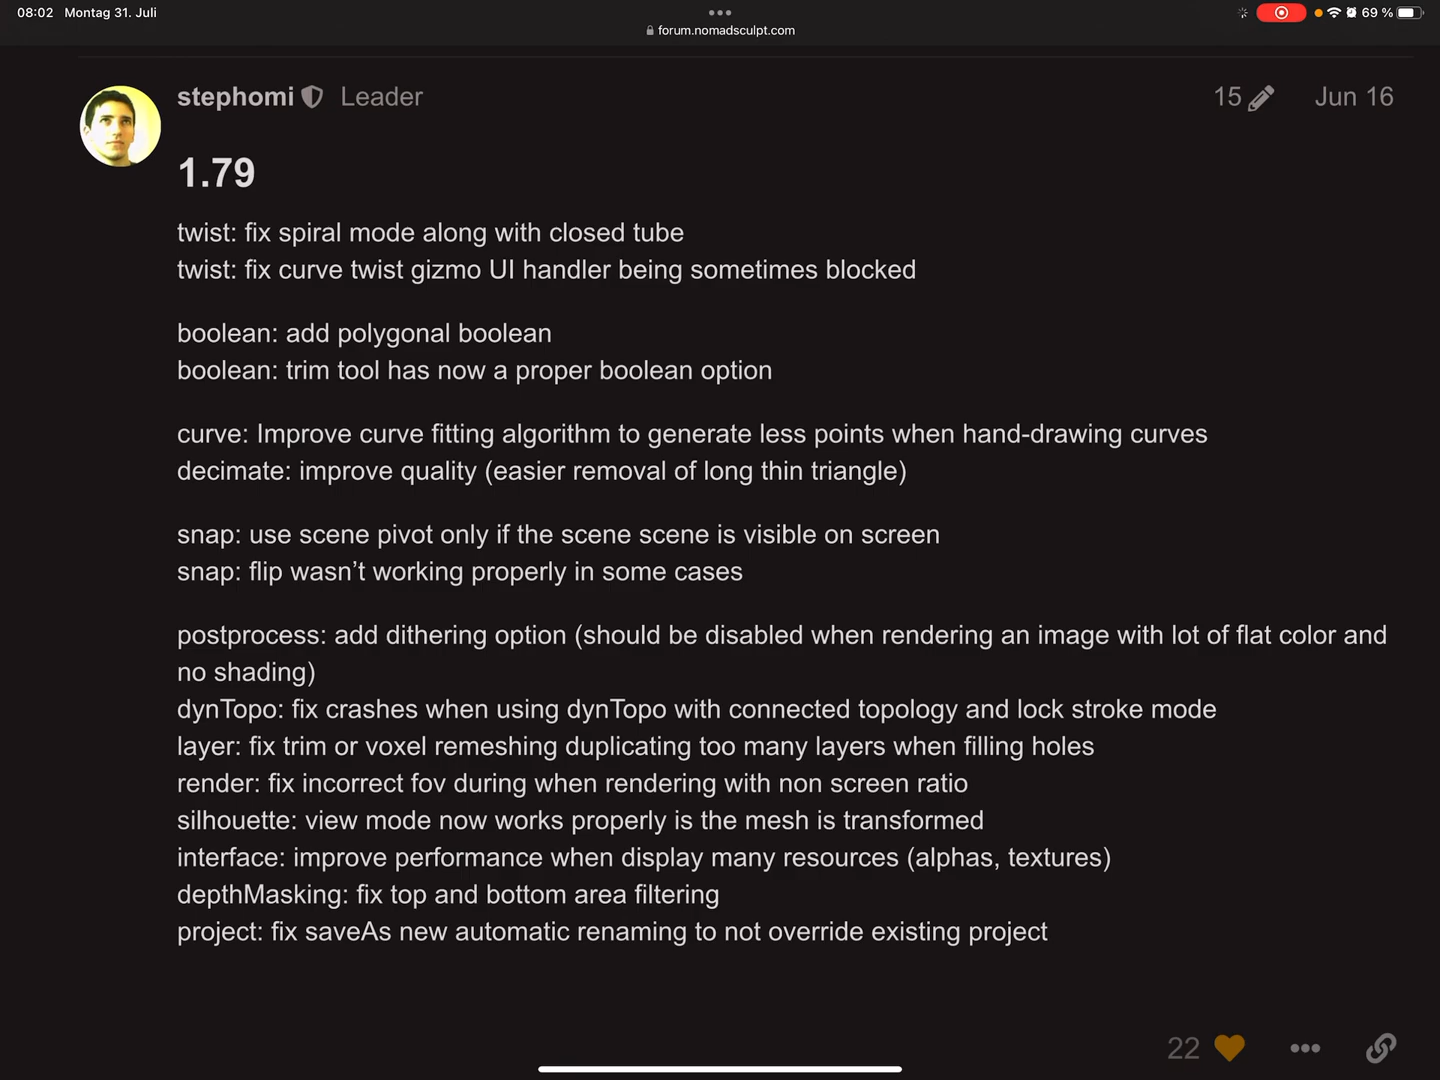 08:02 Montag 31. Juli
69 %
forum.nomadsculpt.com
stephomi Leader 15 Jun 16
1.79
twist: fix spiral mode along with closed tube
twist: fix curve twist gizmo UI handler being sometimes blocked
boolean: add polygonal boolean
boolean: trim tool has now a proper boolean option
curve: Improve curve fitting algorithm to generate less points when hand-drawing curves
decimate: improve quality (easier removal of long thin triangle)
snap: use scene pivot only if the scene scene is visible on screen
snap: flip wasn’t working properly in some cases
postprocess: add dithering option (should be disabled when rendering an image with lot of flat color and
no shading)
dynTopo: fix crashes when using dynTopo with connected topology and lock stroke mode
layer: fix trim or voxel remeshing duplicating too many layers when filling holes
render: fix incorrect fov during when rendering with non screen ratio
silhouette: view mode now works properly is the mesh is transformed
interface: improve performance when display many resources (alphas, textures)
depthMasking: fix top and bottom area filtering
project: fix saveAs new automatic renaming to not override existing project
22